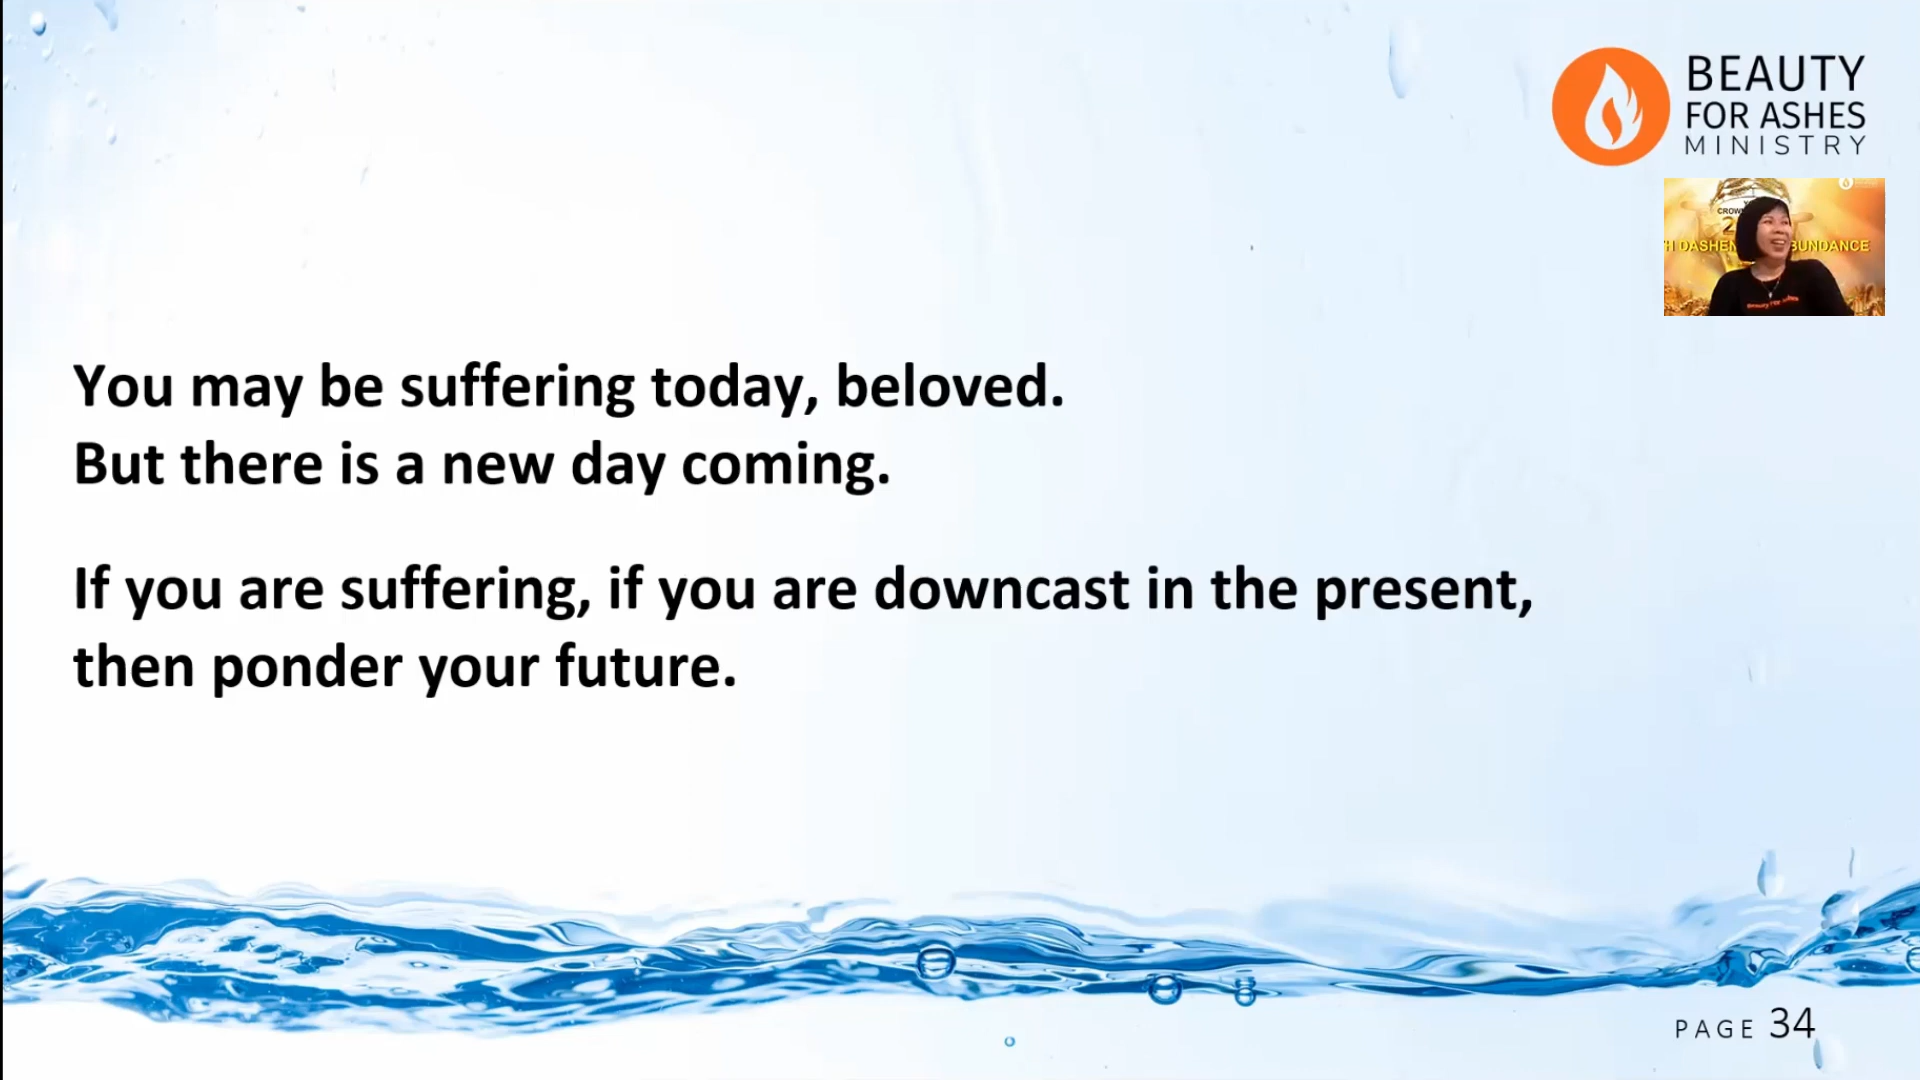 BEAUTY
FOR ASHES
MINISTRY
You may be suffering today, beloved.
But there is a new day coming.
If you are suffering, if you are downcast in the present,
then ponder your future.
PAGE 34